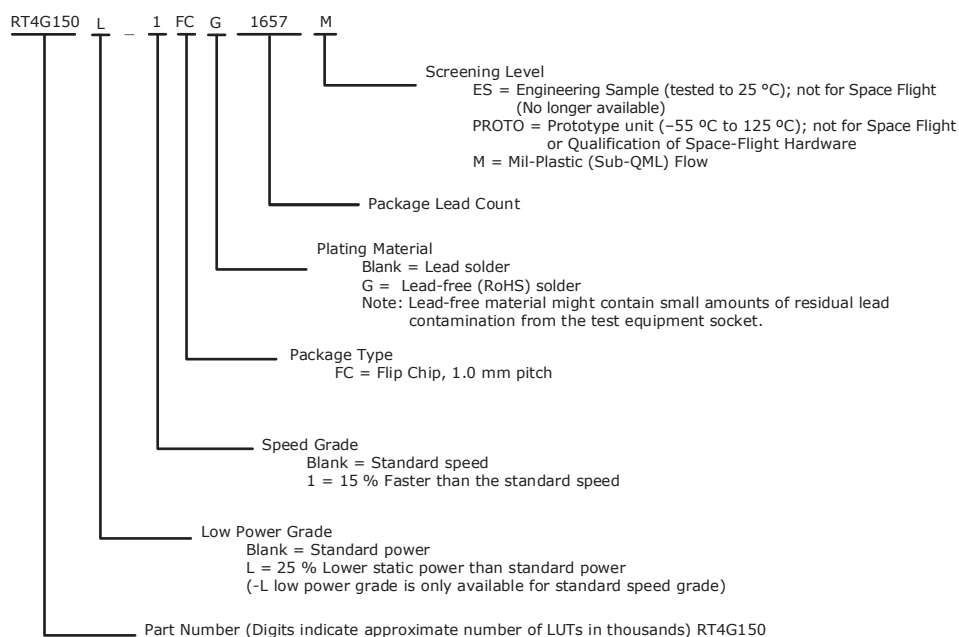 RT4G150 L _ 1 FC G 1657 M
Screening Level
ES = Engineering Sample (tested to 25 °C); not for Space Flight
(No longer available)
PROTO = Prototype unit (–55 ºC to 125 ºC); not for Space Flight
or Qualification of Space-Flight Hardware
M = Mil-Plastic (Sub-QML) Flow
Package Lead Count
Plating Material
Blank = Lead solder
G = Lead-free (RoHS) solder
Note: Lead-free material might contain small amounts of residual lead
contamination from the test equipment socket.
Package Type
FC = Flip Chip, 1.0 mm pitch
Speed Grade
Blank = Standard speed
1 = 15 % Faster than the standard speed
Low Power Grade
Blank = Standard power
L = 25 % Lower static power than standard power
(-L low power grade is only available for standard speed grade)
Part Number (Digits indicate approximate number of LUTs in thousands) RT4G150